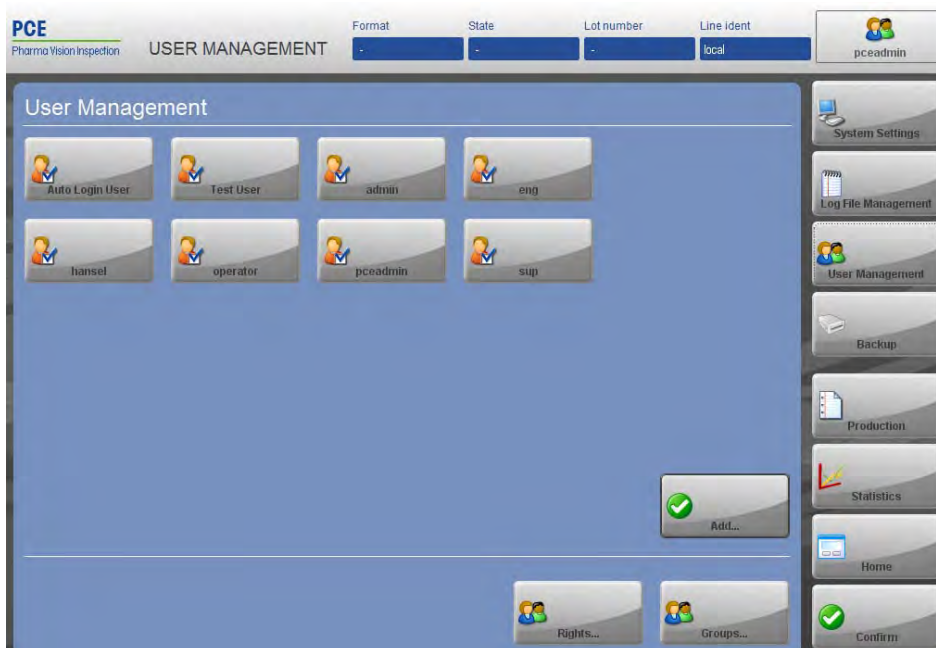 PCE
Pharma Vision Inspection
USER MANAGEMENT
Format
-
State
-
Lot number
-
Line ident
local
pceadmin
User Management
Auto Login User
Test User
admin
eng
hansel
operator
pceadmin
sup
Add...
Rights...
Groups...
System Settings
Log File Management
User Management
Backup
Production
Statistics
Home
Confirm